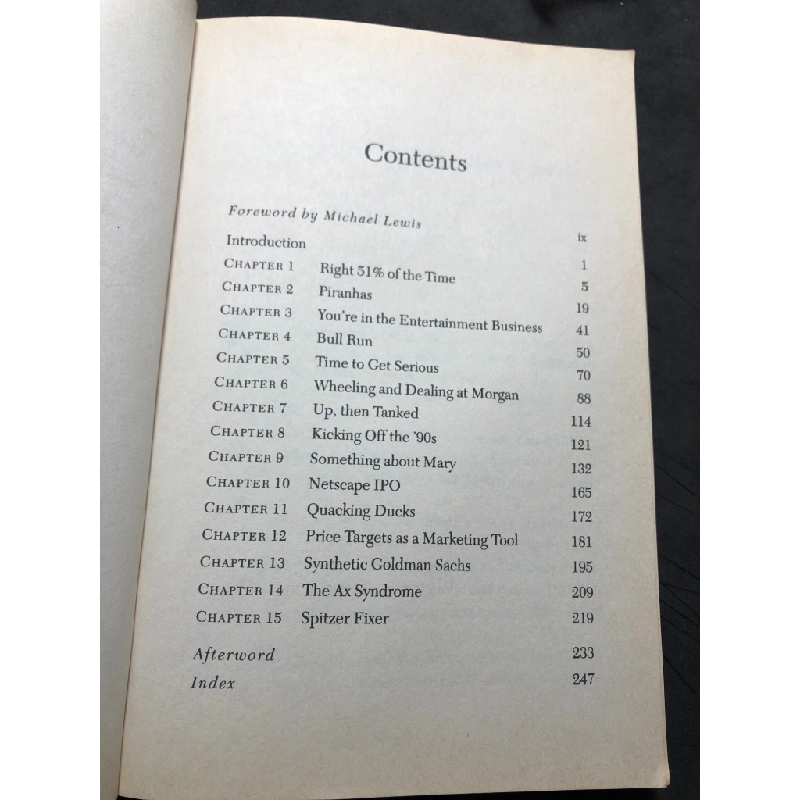 Contents
Foreword by Michael Lewis ix
Introduction 1
CHAPTER 1 Right 51% of the Time 5
CHAPTER 2 Piranhas 19
CHAPTER 3 You're in the Entertainment Business 41
CHAPTER 4 Bull Run 50
CHAPTER 5 Time to Get Serious 70
CHAPTER 6 Wheeling and Dealing at Morgan 88
CHAPTER 7 Up, then Tanked 114
CHAPTER 8 Kicking Off the '90s 121
CHAPTER 9 Something about Mary 132
CHAPTER 10 Netscape IPO 165
CHAPTER 11 Quacking Ducks 172
CHAPTER 12 Price Targets as a Marketing Tool 181
CHAPTER 13 Synthetic Goldman Sachs 195
CHAPTER 14 The Ax Syndrome 209
CHAPTER 15 Spitzer Fixer 219
Afterword 233
Index 247